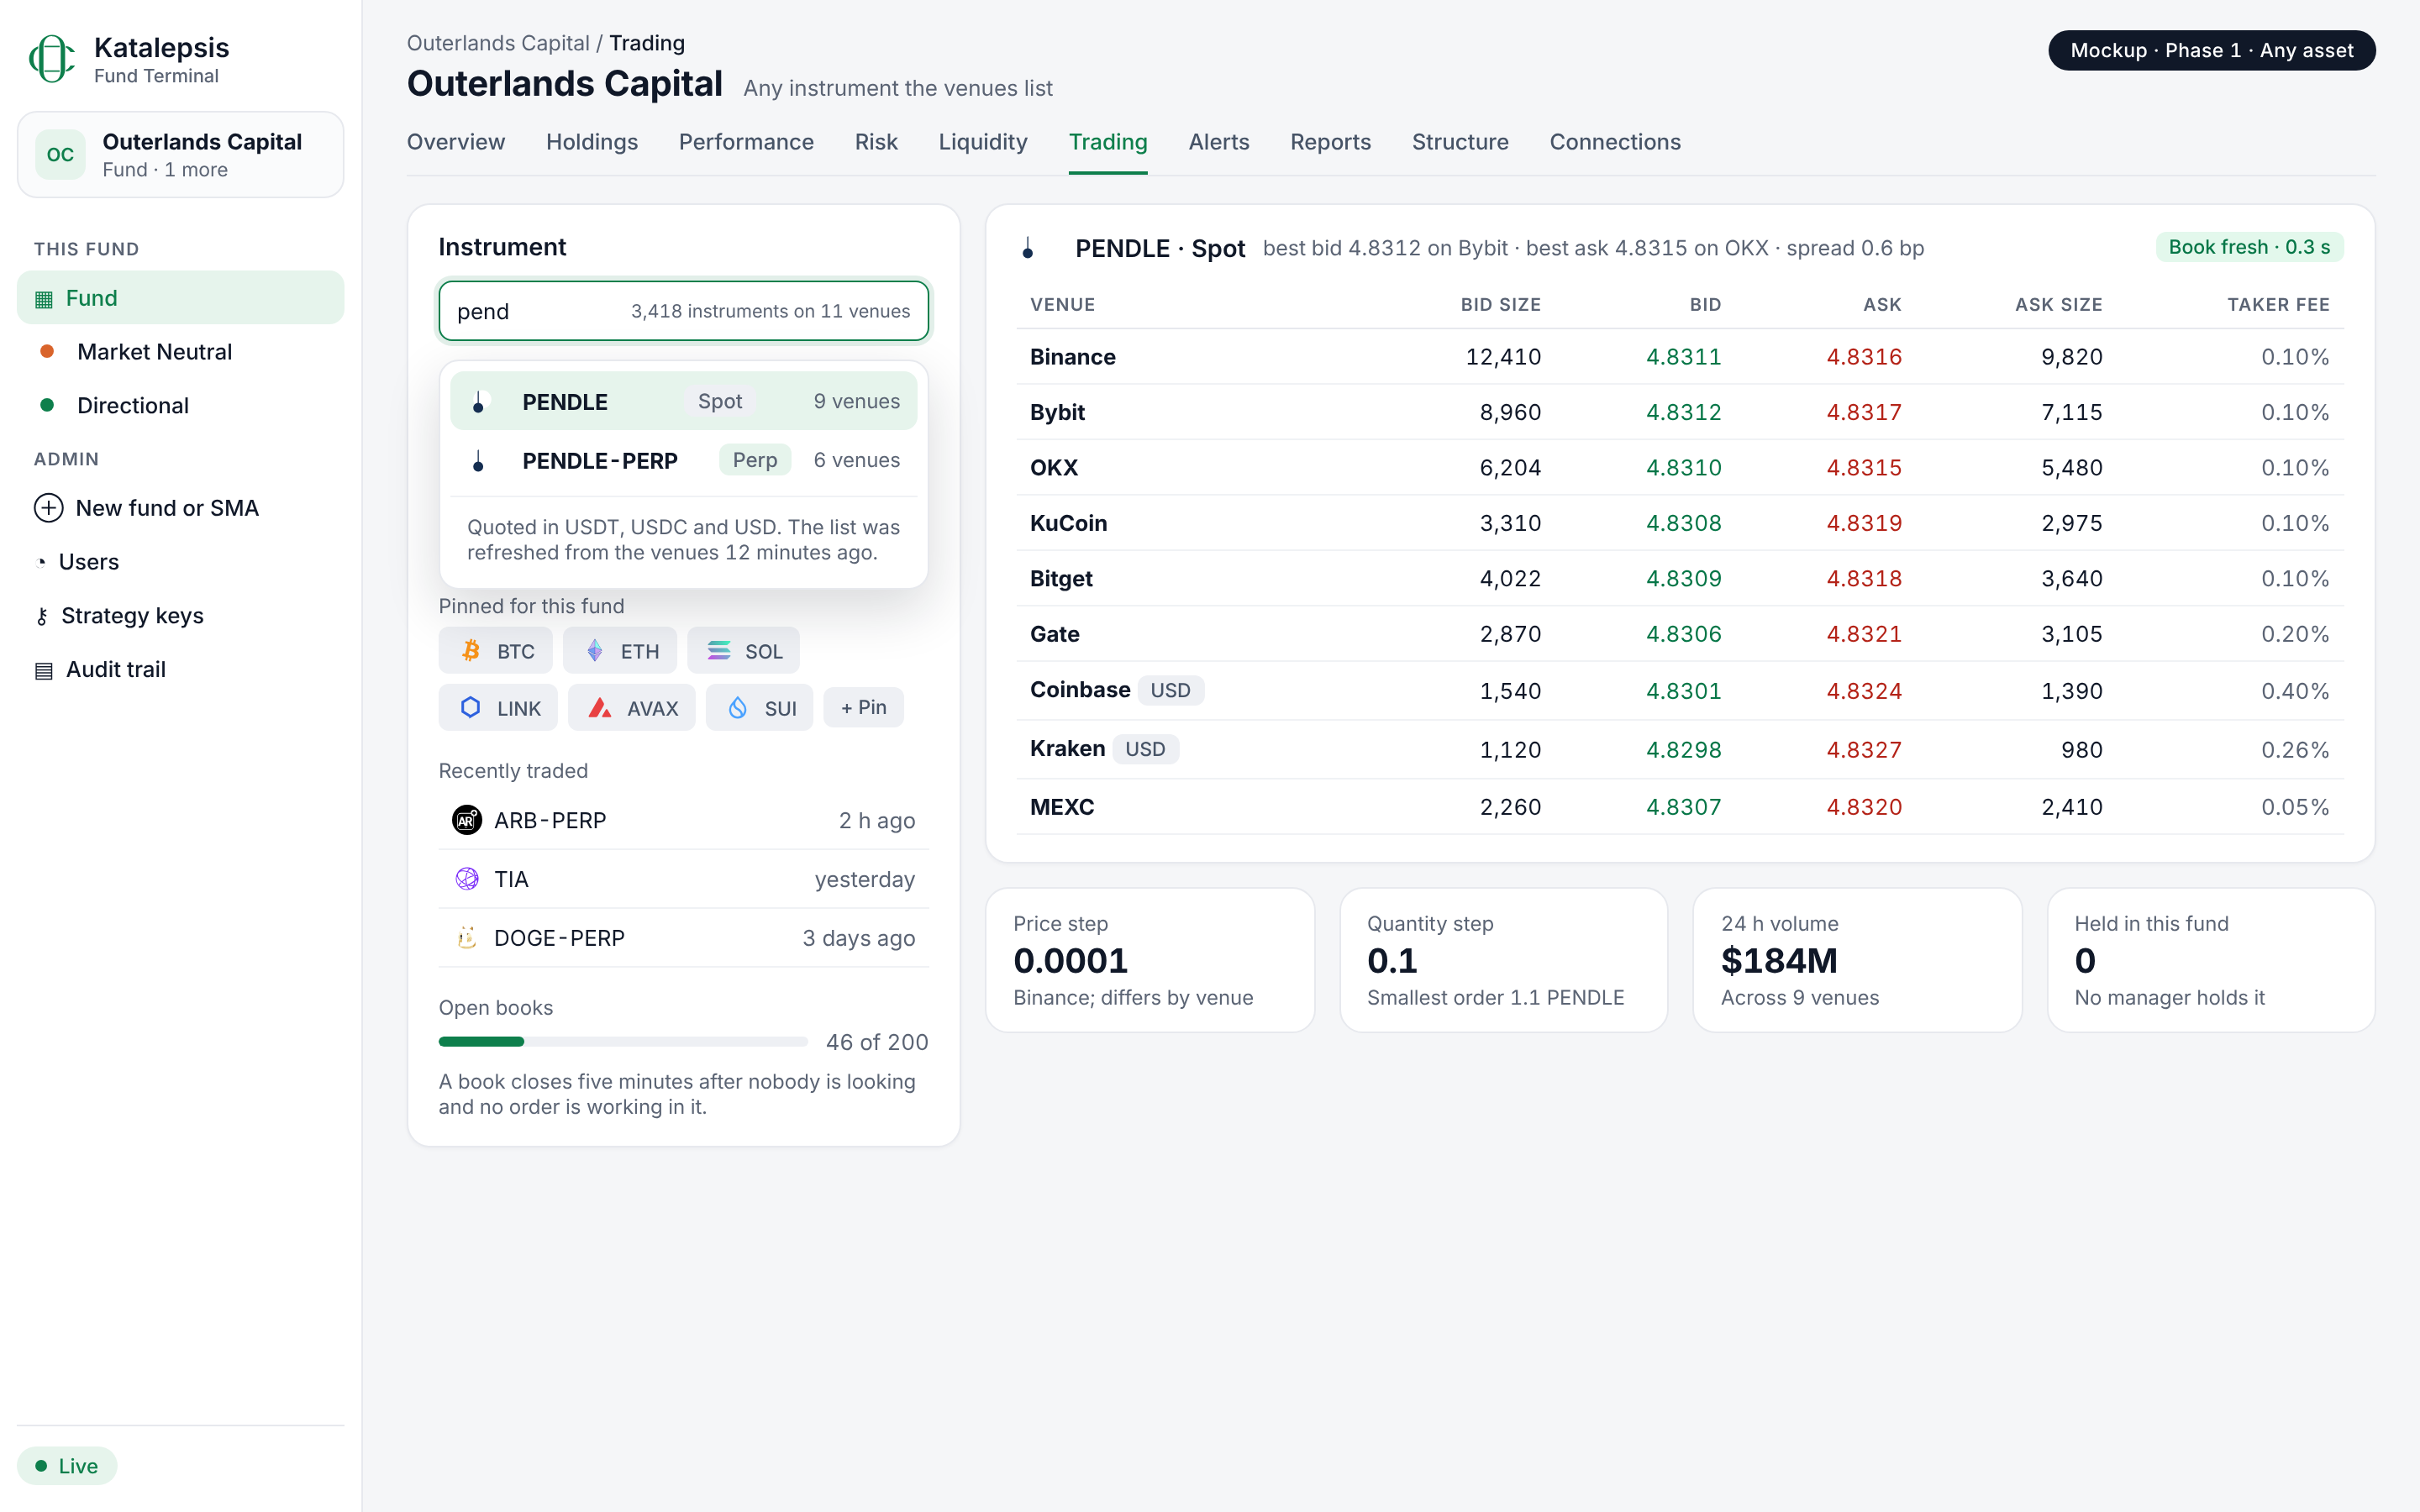 Katalepsis
Fund Terminal
OC
Outerlands Capital
Fund · 1 more
THIS FUND
Fund
Market Neutral
Directional
ADMIN
New fund or SMA
Users
Strategy keys
Audit trail
Live
Outerlands Capital / Trading
Outerlands Capital Any instrument the venues list
Mockup · Phase 1 · Any asset
Overview Holdings Performance Risk Liquidity Trading Alerts Reports Structure Connections
Instrument
pend 3,418 instruments on 11 venues
PENDLE Spot 9 venues
PENDLE-PERP Perp 6 venues
Quoted in USDT, USDC and USD. The list was
refreshed from the venues 12 minutes ago.
Pinned for this fund
BTC ETH SOL
LINK AVAX SUI + Pin
Recently traded
ARB-PERP 2 h ago
TIA yesterday
DOGE-PERP 3 days ago
Open books
46 of 200
A book closes five minutes after nobody is looking
and no order is working in it.
PENDLE · Spot best bid 4.8312 on Bybit · best ask 4.8315 on OKX · spread 0.6 bp Book fresh · 0.3 s
VENUE BID SIZE BID ASK ASK SIZE TAKER FEE
Binance 12,410 4.8311 4.8316 9,820 0.10%
Bybit 8,960 4.8312 4.8317 7,115 0.10%
OKX 6,204 4.8310 4.8315 5,480 0.10%
KuCoin 3,310 4.8308 4.8319 2,975 0.10%
Bitget 4,022 4.8309 4.8318 3,640 0.10%
Gate 2,870 4.8306 4.8321 3,105 0.20%
Coinbase USD 1,540 4.8301 4.8324 1,390 0.40%
Kraken USD 1,120 4.8298 4.8327 980 0.26%
MEXC 2,260 4.8307 4.8320 2,410 0.05%
Price step
0.0001
Binance; differs by venue
Quantity step
0.1
Smallest order 1.1 PENDLE
24 h volume
$184M
Across 9 venues
Held in this fund
0
No manager holds it